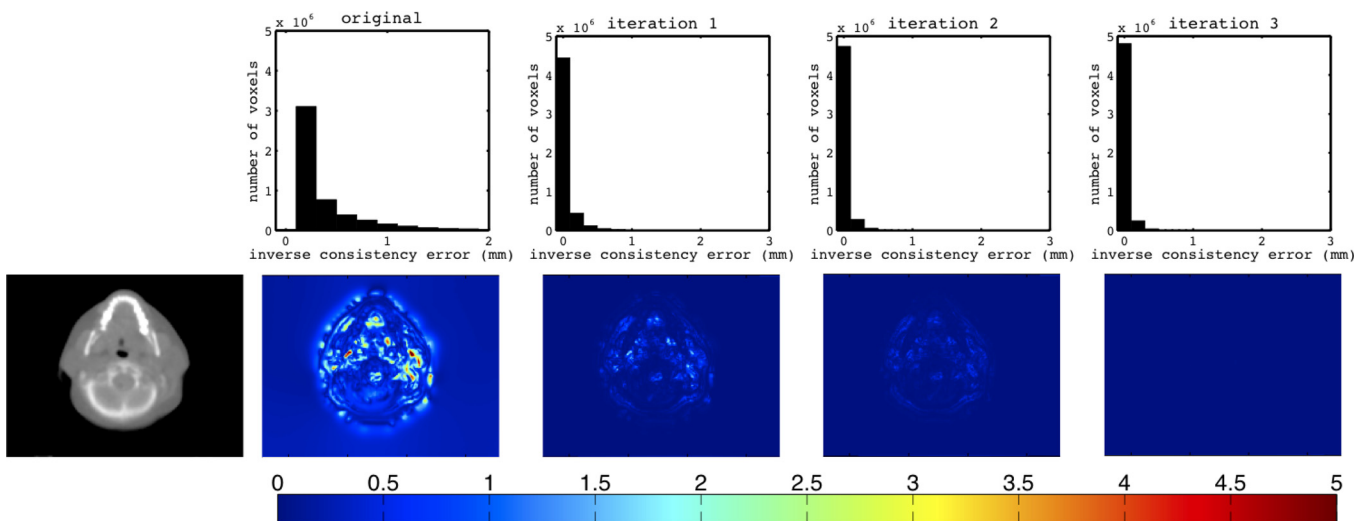 original
x 10⁶
5
4
3
2
1
0
number of voxels
0 1 2
inverse consistency error (mm)
x 10⁶ iteration 1
5
4
3
2
1
0
number of voxels
0 1 2 3
inverse consistency error (mm)
x 10⁶ iteration 2
5
4
3
2
1
0
number of voxels
0 1 2 3
inverse consistency error (mm)
x 10⁶ iteration 3
5
4
3
2
1
0
number of voxels
0 1 2 3
inverse consistency error (mm)
0 0.5 1 1.5 2 2.5 3 3.5 4 4.5 5